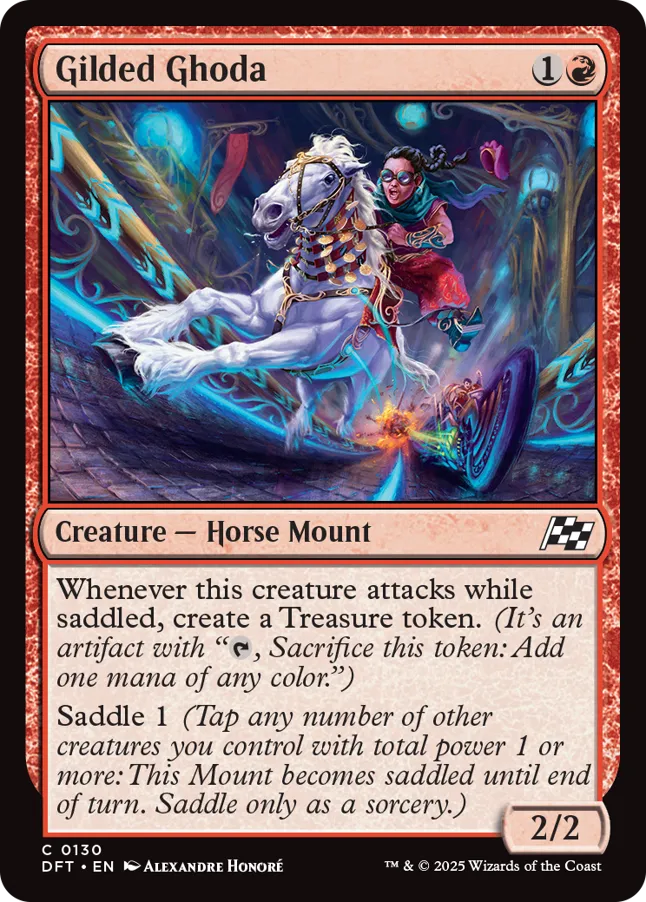 Gilded Ghoda
1
Creature — Horse Mount
Whenever this creature attacks while
saddled, create a Treasure token. (It's an
artifact with “, Sacrifice this token: Add
one mana of any color.”)
Saddle 1 (Tap any number of other
creatures you control with total power 1 or
more: This Mount becomes saddled until end
of turn. Saddle only as a sorcery.)
2/2
C 0130
DFT • EN ALEXANDRE HONORÉ
™ & © 2025 Wizards of the Coast